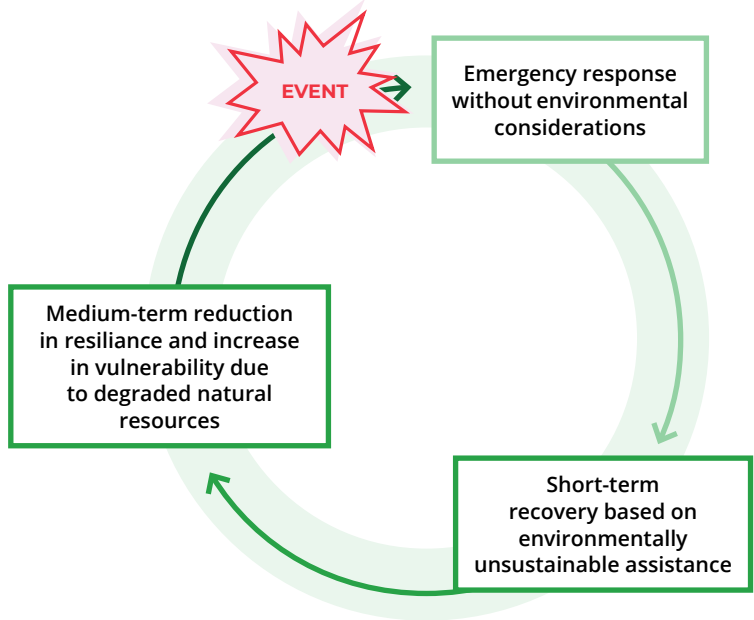 EVENT
Emergency response
without environmental
considerations
Short-term
recovery based on
environmentally
unsustainable assistance
Medium-term reduction
in resiliance and increase
in vulnerability due
to degraded natural
resources